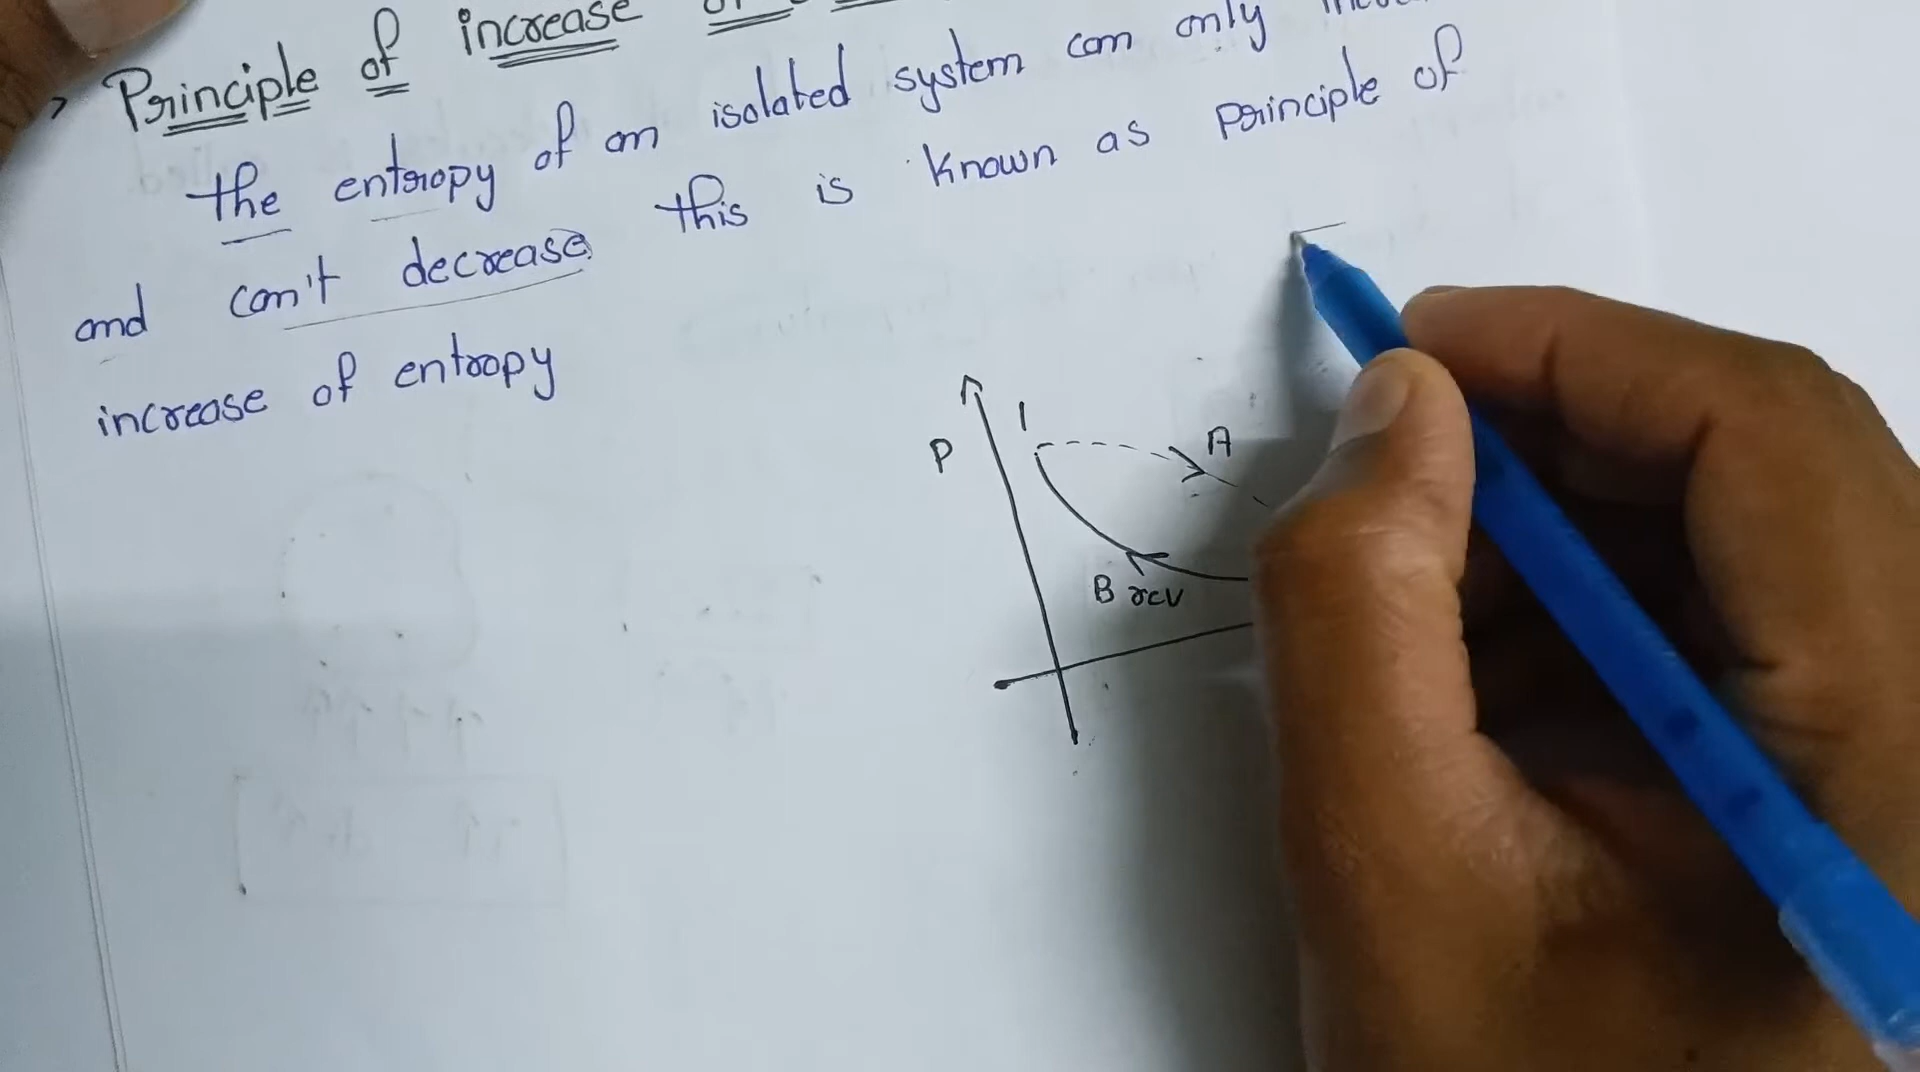 Principle of increase of
The entropy of an isolated system can only
and can't decrease this is known as principle of
increase of entropy
P
1
A
B rev